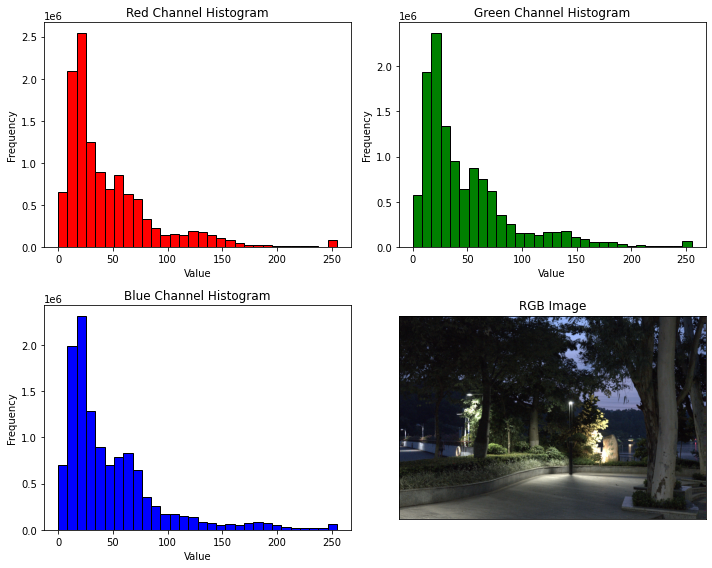 Red Channel Histogram
1e6
2.5
2.0
1.5
1.0
0.5
0.0
Frequency
0 50 100 150 200 250
Value
Green Channel Histogram
1e6
2.0
1.5
1.0
0.5
0.0
Frequency
0 50 100 150 200 250
Value
Blue Channel Histogram
1e6
2.0
1.5
1.0
0.5
0.0
Frequency
0 50 100 150 200 250
Value
RGB Image